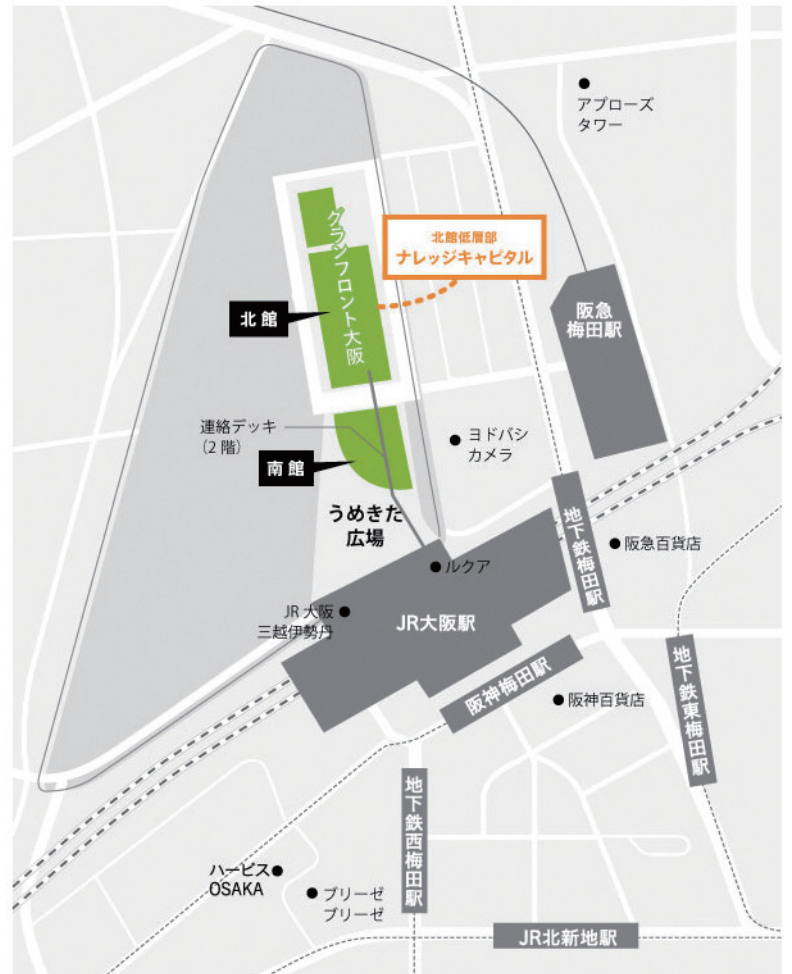 アプローズ
タワー
北館低層部
ナレッジキャピタル
グランフロント大阪
北館
阪急
梅田駅
連絡デッキ
(2 階)
南館
ヨドバシ
カメラ
うめきた
広場
地下鉄梅田駅
阪急百貨店
ルクア
JR 大阪
三越伊勢丹
JR大阪駅
阪神梅田駅
阪神百貨店
地下鉄東梅田駅
地下鉄西梅田駅
ハービス
OSAKA
ブリーゼ
ブリーゼ
JR北新地駅